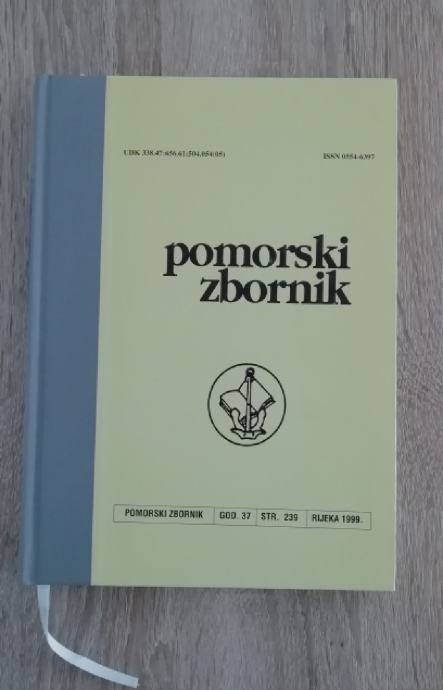 UDK 338.47:656.61(504.054)(05)
ISSN 0554-6397
pomorski
zbornik
POMORSKI ZBORNIK GOD. 37 STR. 239 RIJEKA 1999.